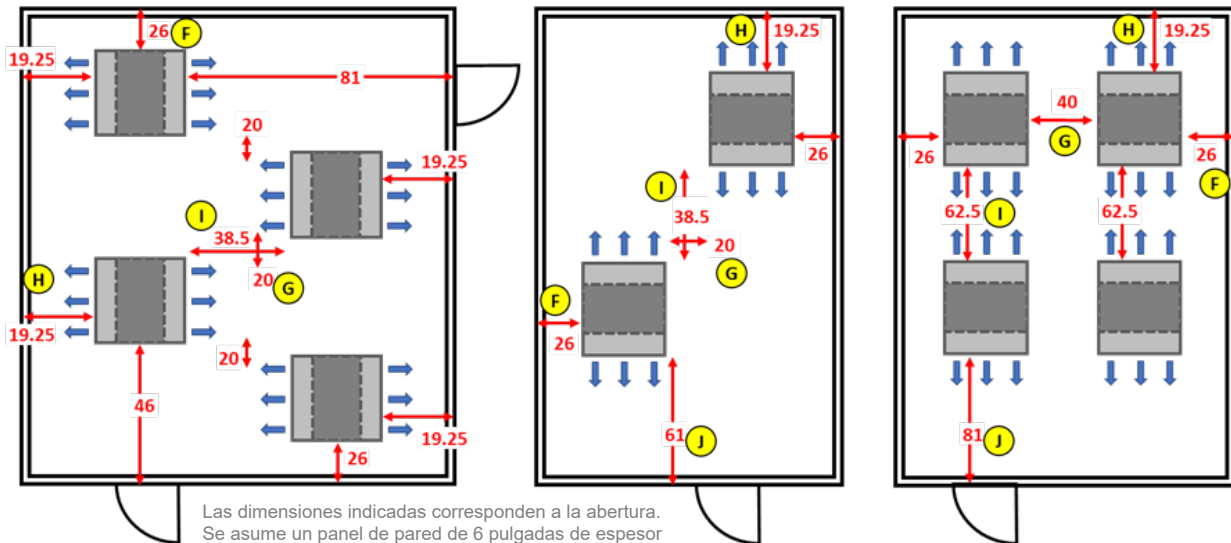 26 F
19.25
81
20
19.25
I
38.5
20 G
H
19.25
20
46
19.25
26
H 19.25
26
I
38.5
20
G
F
26
61 J
H 19.25
40
G
26
26
F
62.5 I
62.5
81 J
Las dimensiones indicadas corresponden a la abertura.
Se asume un panel de pared de 6 pulgadas de espesor